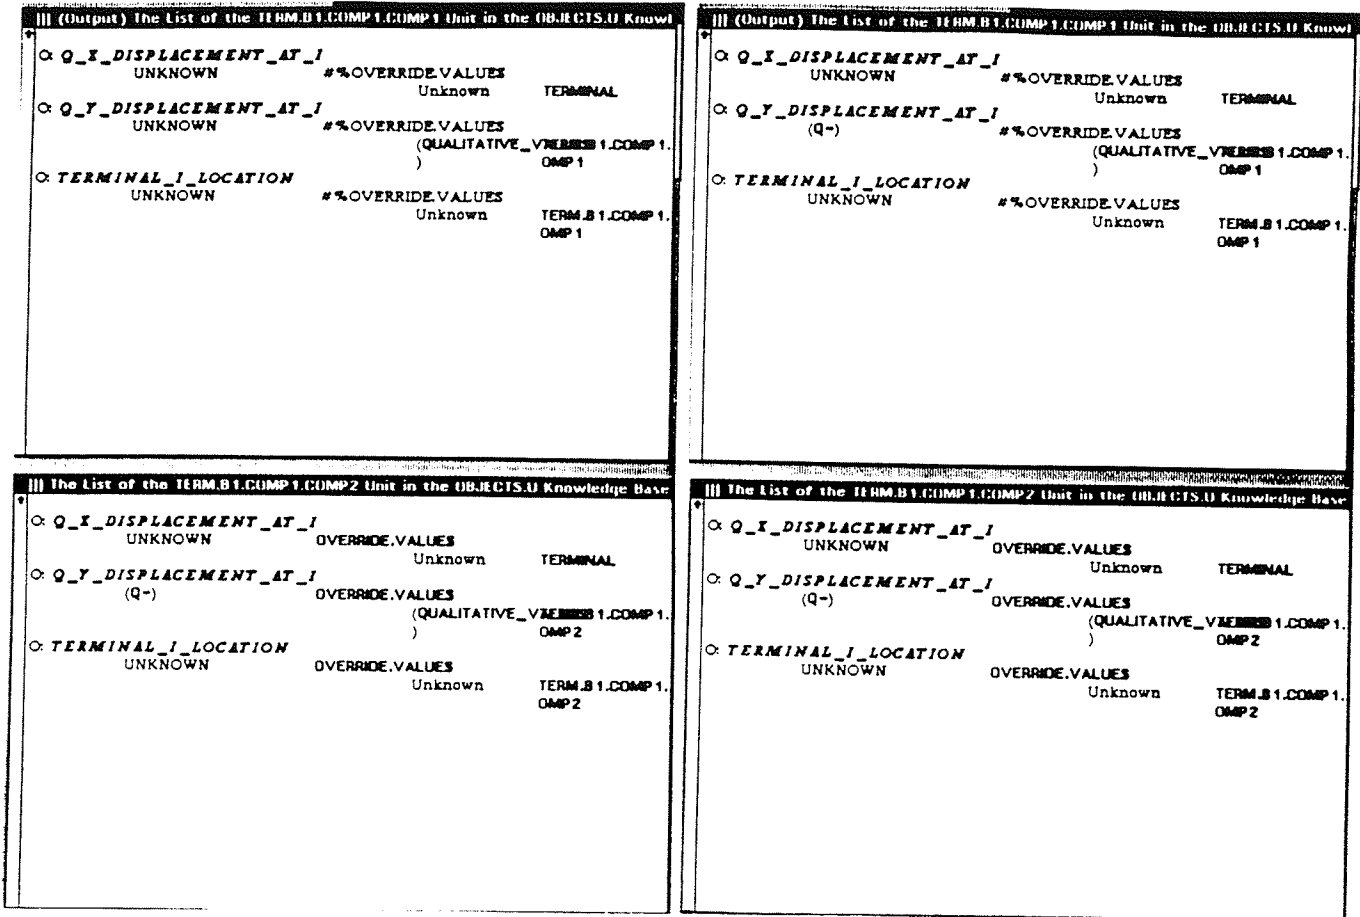 ||| (Output) The List of the TERM.B1.COMP1.COMP1 Unit in the OBJECTS.U Knowl
O: Q_X_DISPLACEMENT_AT_I
UNKNOWN #%OVERRIDE.VALUES
Unknown TERMINAL
O: Q_Y_DISPLACEMENT_AT_I
UNKNOWN #%OVERRIDE.VALUES
(QUALITATIVE_V 1.COMP1.
) OMP1
O: TERMINAL_I_LOCATION
UNKNOWN #%OVERRIDE.VALUES
Unknown TERM.B1.COMP1.
OMP1
||| (Output) The List of the TERM.B1.COMP1.COMP1 Unit in the OBJECTS.U Knowl
O: Q_X_DISPLACEMENT_AT_I
UNKNOWN #%OVERRIDE.VALUES
Unknown TERMINAL
O: Q_Y_DISPLACEMENT_AT_I
(Q-) #%OVERRIDE.VALUES
(QUALITATIVE_V 1.COMP1.
) OMP1
O: TERMINAL_I_LOCATION
UNKNOWN #%OVERRIDE.VALUES
Unknown TERM.B1.COMP1.
OMP1
||| The List of the TERM.B1.COMP1.COMP2 Unit in the OBJECTS.U Knowledge Base
O: Q_X_DISPLACEMENT_AT_I
UNKNOWN OVERRIDE.VALUES
Unknown TERMINAL
O: Q_Y_DISPLACEMENT_AT_I
(Q-) OVERRIDE.VALUES
(QUALITATIVE_V 1.COMP1.
) OMP2
O: TERMINAL_I_LOCATION
UNKNOWN OVERRIDE.VALUES
Unknown TERM.B1.COMP1.
OMP2
||| The List of the TERM.B1.COMP1.COMP2 Unit in the OBJECTS.U Knowledge Base
O: Q_X_DISPLACEMENT_AT_I
UNKNOWN OVERRIDE.VALUES
Unknown TERMINAL
O: Q_Y_DISPLACEMENT_AT_I
(Q-) OVERRIDE.VALUES
(QUALITATIVE_V 1.COMP1.
) OMP2
O: TERMINAL_I_LOCATION
UNKNOWN OVERRIDE.VALUES
Unknown TERM.B1.COMP1.
OMP2